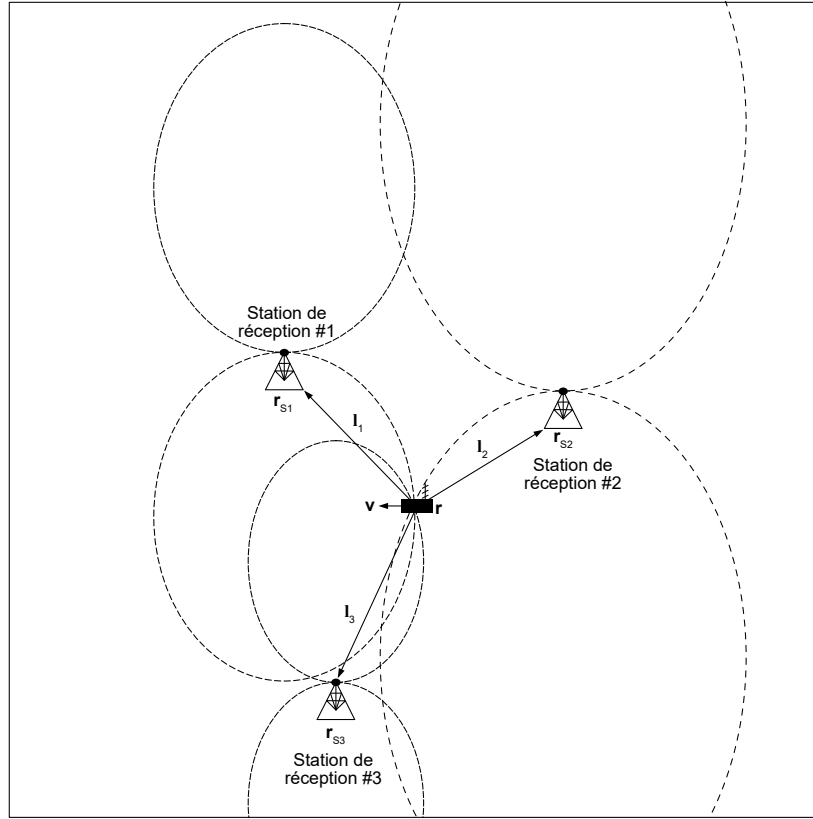 Station de
réception #1
r_S1
l_1
l_2
r_S2
Station de
réception #2
v
r
l_3
r_S3
Station de
réception #3